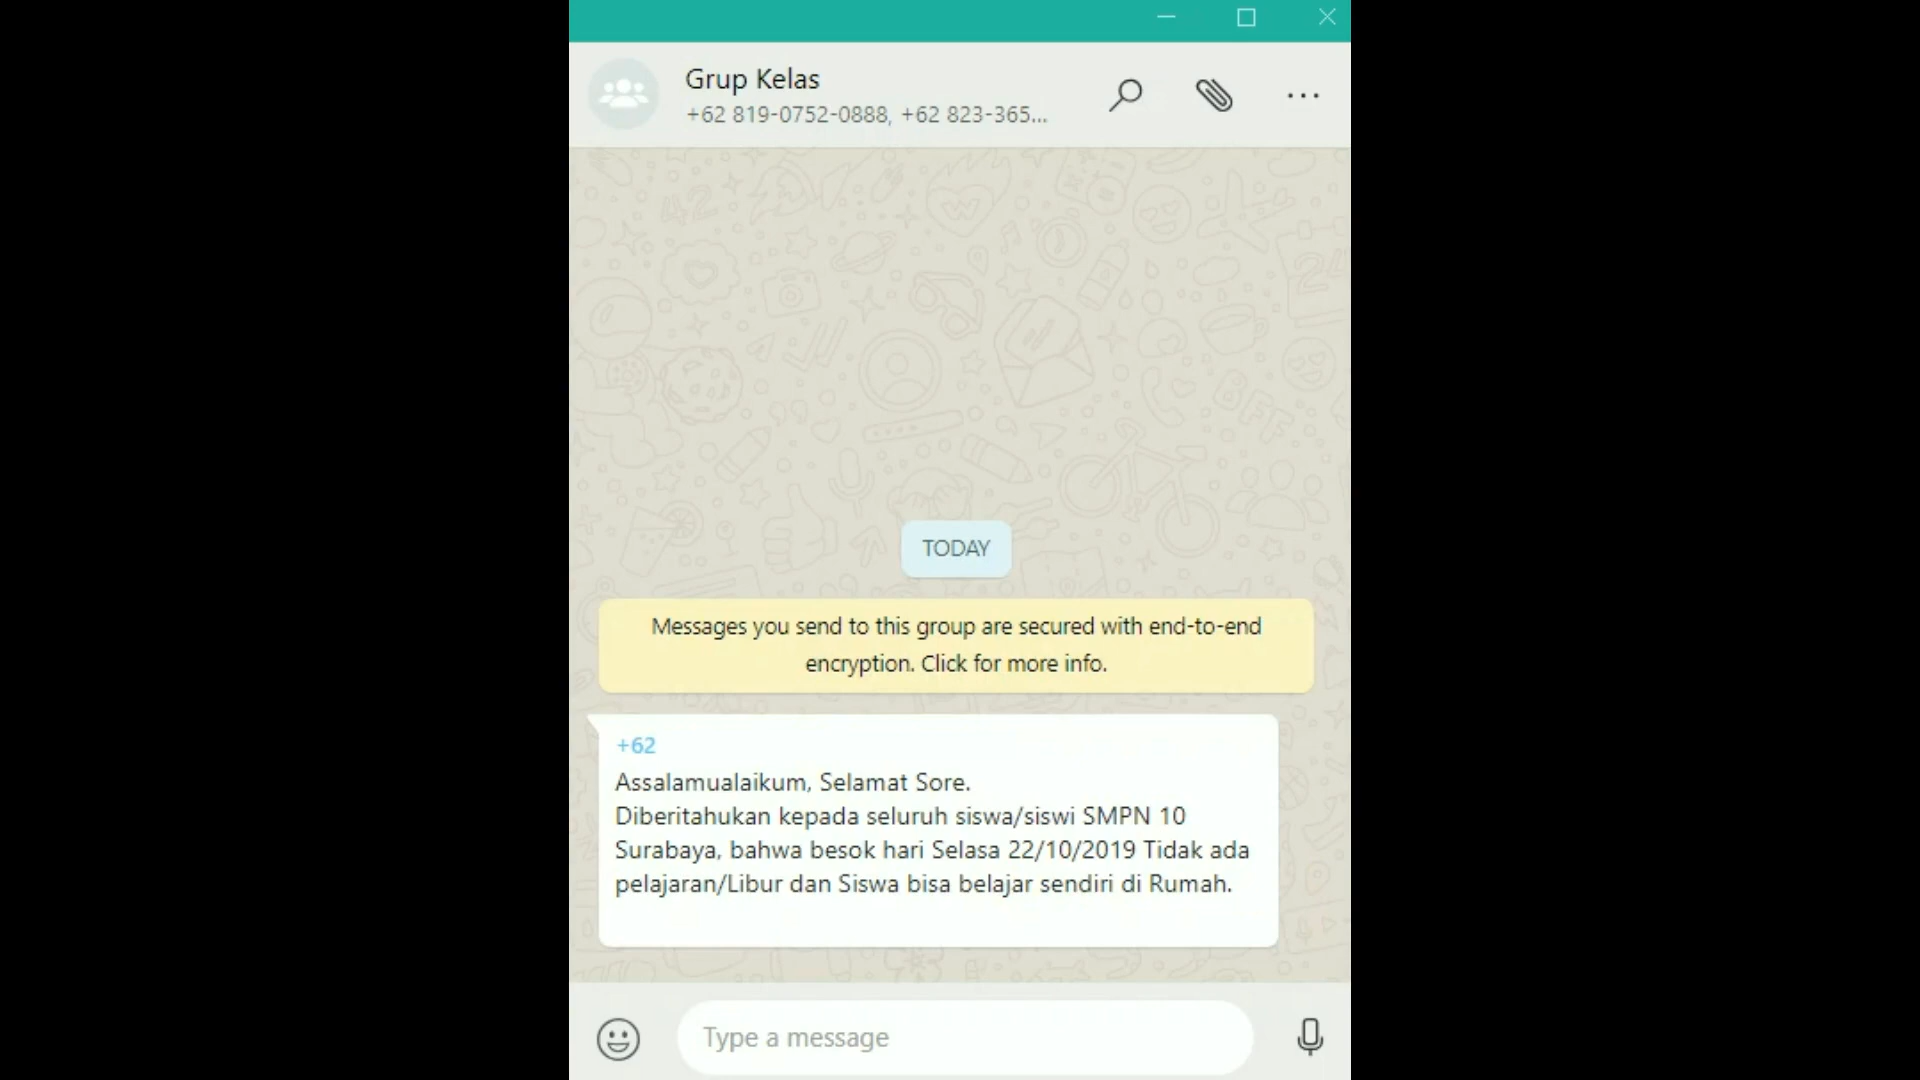 Grup Kelas
+62 819-0752-0888, +62 823-365...
TODAY
Messages you send to this group are secured with end-to-end
encryption. Click for more info.
+62
Assalamualaikum, Selamat Sore.
Diberitahukan kepada seluruh siswa/siswi SMPN 10
Surabaya, bahwa besok hari Selasa 22/10/2019 Tidak ada
pelajaran/Libur dan Siswa bisa belajar sendiri di Rumah.
Type a message